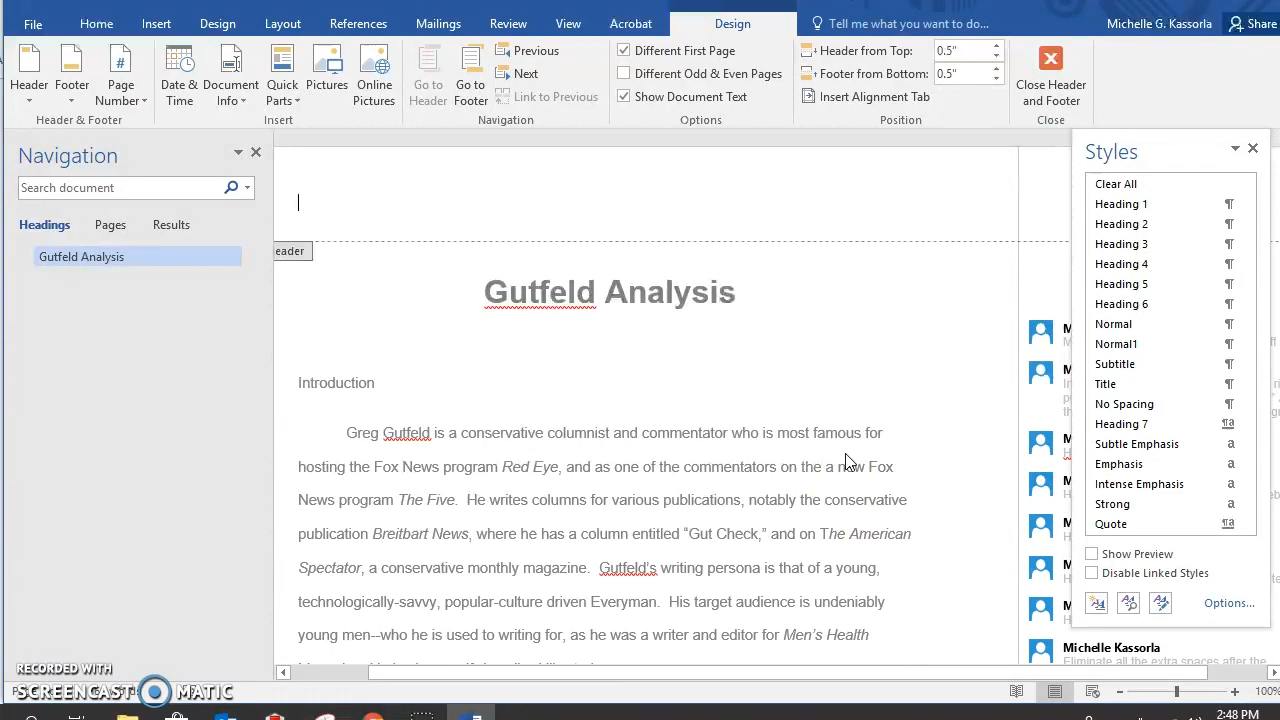 File Home Insert Design Layout References Mailings Review View Acrobat Design Tell me what you want to do... Michelle G. Kassorla Share
Header Footer Page Number
Header & Footer
Date & Time Document Info Quick Parts Pictures Online Pictures
Insert
Go to Header Go to Footer Previous Next Link to Previous
Navigation
Different First Page
Different Odd & Even Pages
Show Document Text
Options
Header from Top: 0.5"
Footer from Bottom: 0.5"
Insert Alignment Tab
Position
Close Header and Footer
Close
Navigation
Search document
Headings Pages Results
Gutfeld Analysis
eader
Gutfeld Analysis
Introduction
Greg Gutfeld is a conservative columnist and commentator who is most famous for
hosting the Fox News program Red Eye, and as one of the commentators on the a new Fox
News program The Five. He writes columns for various publications, notably the conservative
publication Breitbart News, where he has a column entitled “Gut Check,” and on The American
Spectator, a conservative monthly magazine. Gutfeld’s writing persona is that of a young,
technologically-savvy, popular-culture driven Everyman. His target audience is undeniably
young men--who he is used to writing for, as he was a writer and editor for Men’s Health
Michelle Kassorla
Eliminate all the extra spaces after the
Styles
Clear All
Heading 1
Heading 2
Heading 3
Heading 4
Heading 5
Heading 6
Normal
Normal1
Subtitle
Title
No Spacing
Heading 7
Subtle Emphasis
Emphasis
Intense Emphasis
Strong
Quote
Show Preview
Disable Linked Styles
Options...
RECORDED WITH
SCREENCAST MATIC
100%
2:48 PM